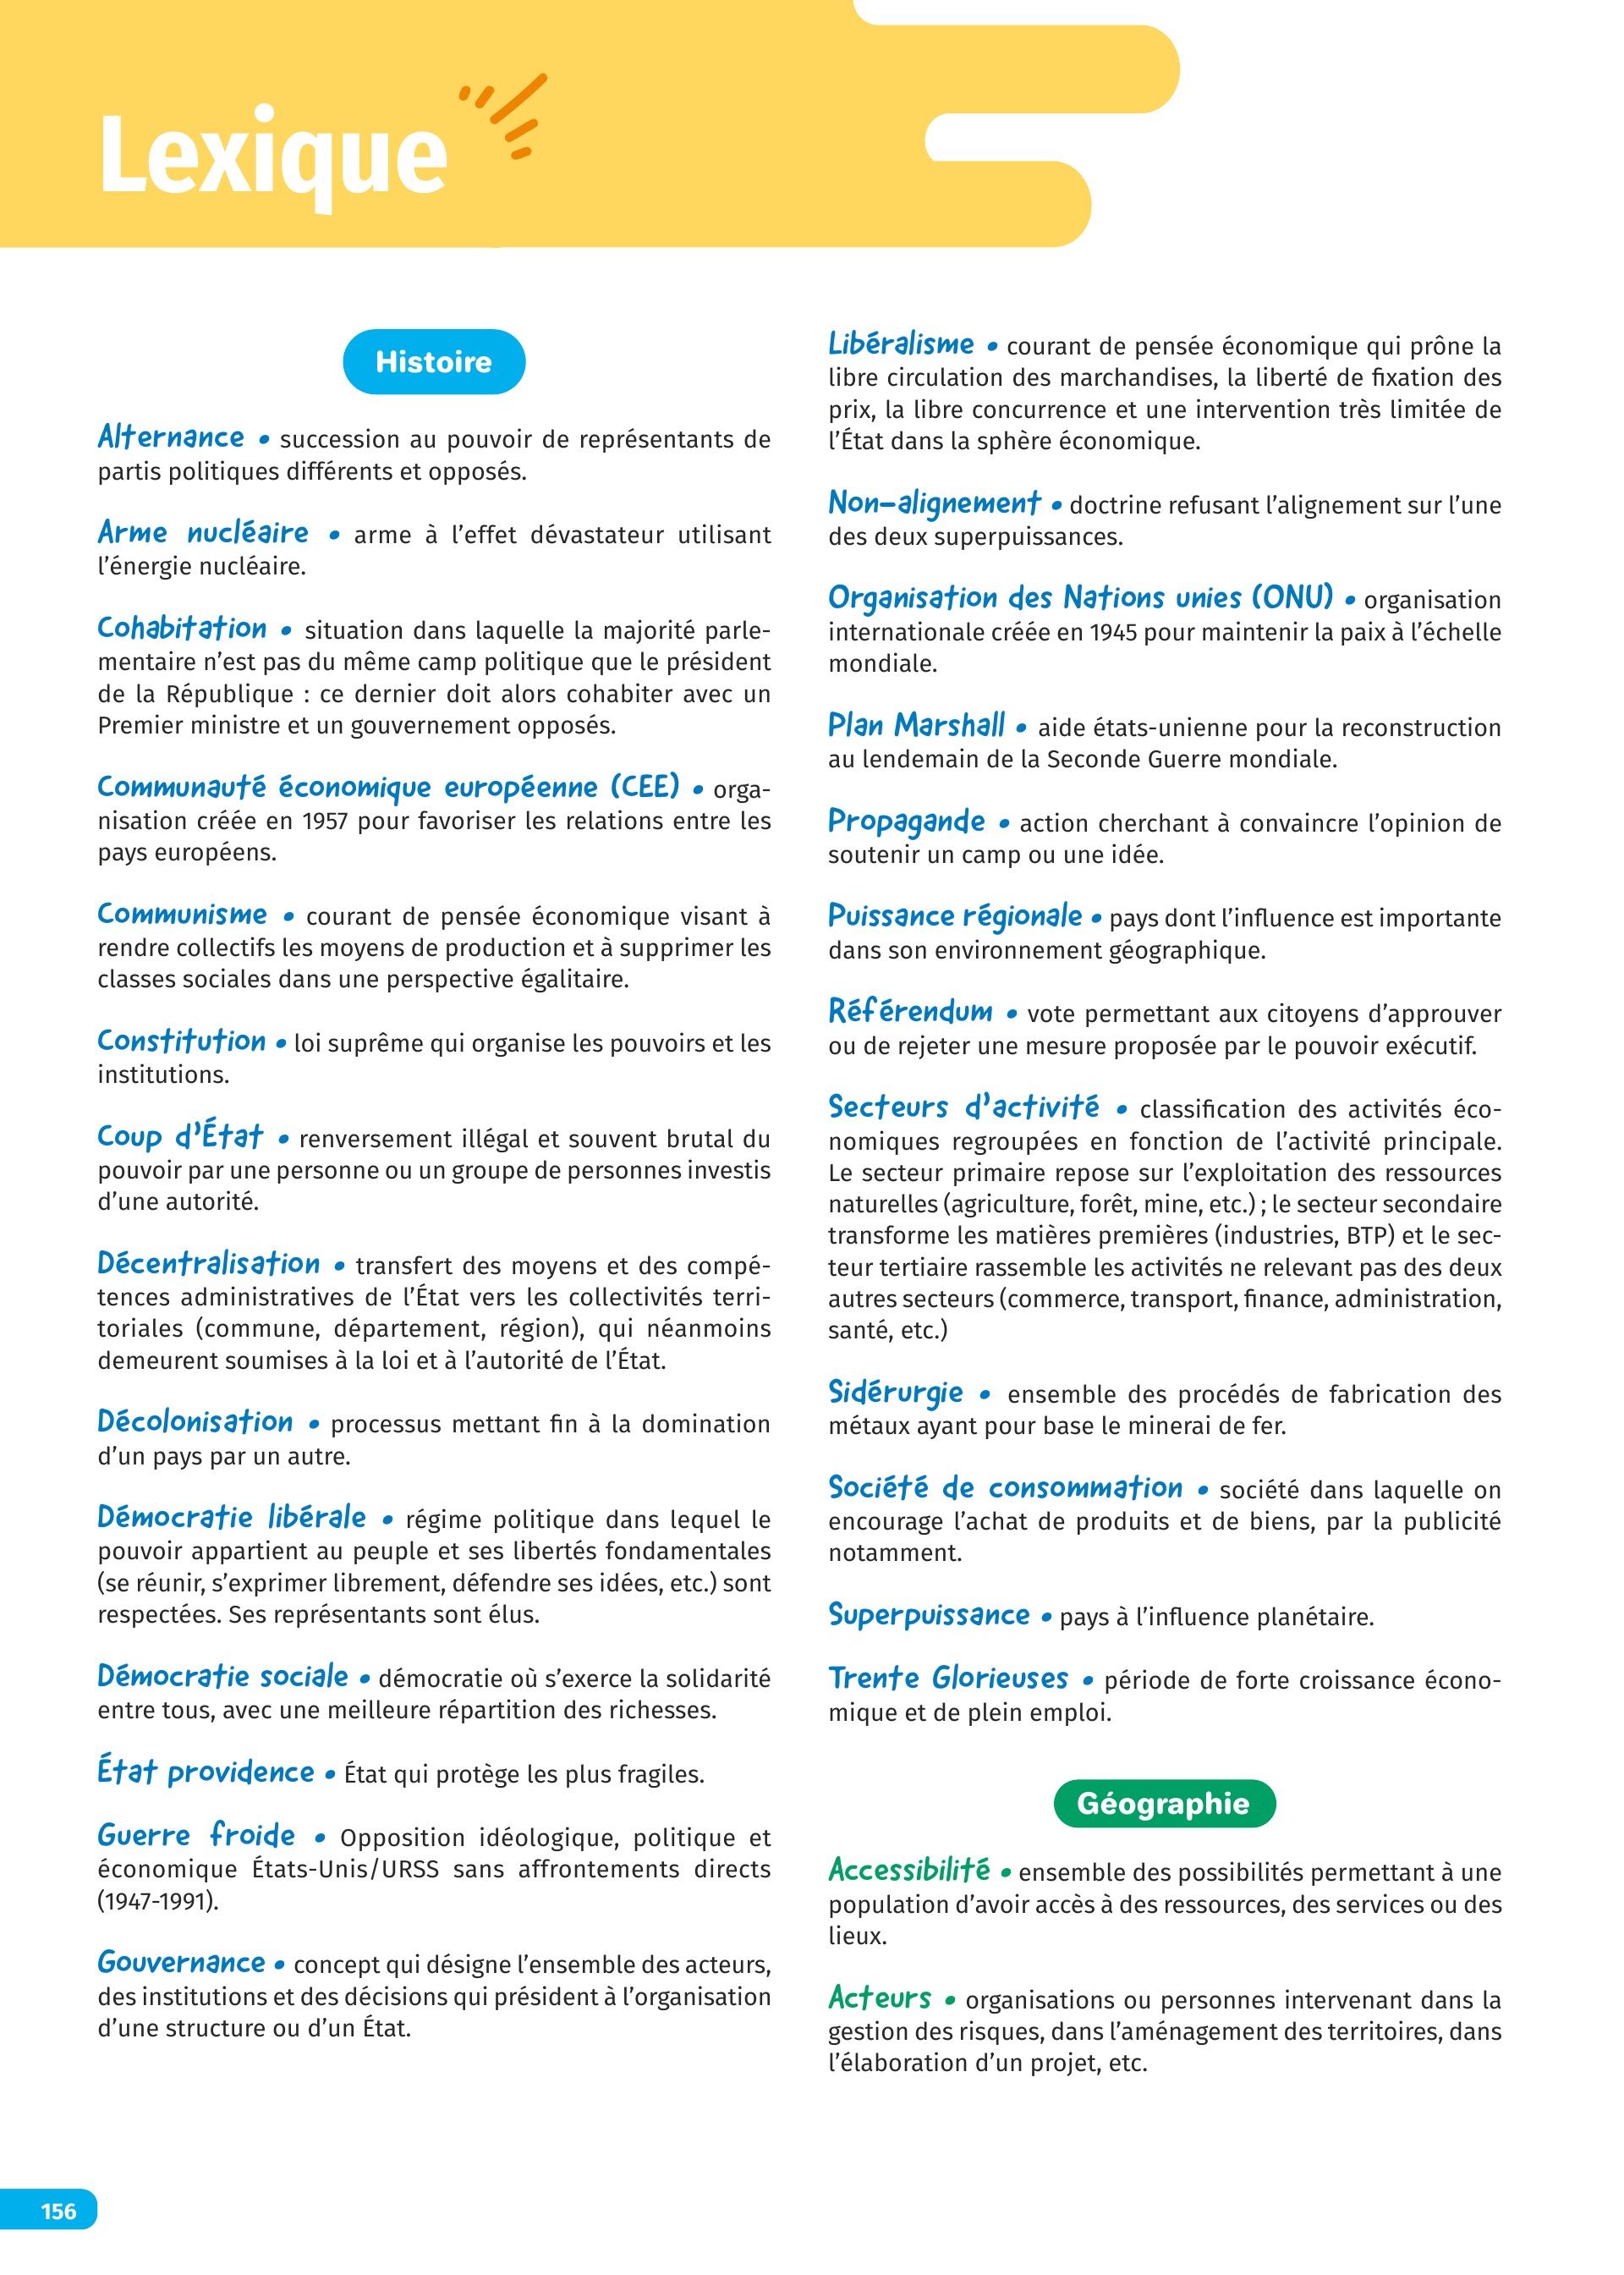 Lexique
Histoire
Alternance • succession au pouvoir de représentants de
partis politiques différents et opposés.
Arme nucléaire • arme à l’effet dévastateur utilisant
l’énergie nucléaire.
Cohabitation • situation dans laquelle la majorité parle-
mentaire n’est pas du même camp politique que le président
de la République : ce dernier doit alors cohabiter avec un
Premier ministre et un gouvernement opposés.
Communauté économique européenne (CEE) • orga-
nisation créée en 1957 pour favoriser les relations entre les
pays européens.
Communisme • courant de pensée économique visant à
rendre collectifs les moyens de production et à supprimer les
classes sociales dans une perspective égalitaire.
Constitution • loi suprême qui organise les pouvoirs et les
institutions.
Coup d’État • renversement illégal et souvent brutal du
pouvoir par une personne ou un groupe de personnes investis
d’une autorité.
Décentralisation • transfert des moyens et des compé-
tences administratives de l’État vers les collectivités terri-
toriales (commune, département, région), qui néanmoins
demeurent soumises à la loi et à l’autorité de l’État.
Décolonisation • processus mettant fin à la domination
d’un pays par un autre.
Démocratie libérale • régime politique dans lequel le
pouvoir appartient au peuple et ses libertés fondamentales
(se réunir, s’exprimer librement, défendre ses idées, etc.) sont
respectées. Ses représentants sont élus.
Démocratie sociale • démocratie où s’exerce la solidarité
entre tous, avec une meilleure répartition des richesses.
État providence • État qui protège les plus fragiles.
Guerre froide • Opposition idéologique, politique et
économique États-Unis/URSS sans affrontements directs
(1947-1991).
Gouvernance • concept qui désigne l’ensemble des acteurs,
des institutions et des décisions qui président à l’organisation
d’une structure ou d’un État.
Libéralisme • courant de pensée économique qui prône la
libre circulation des marchandises, la liberté de fixation des
prix, la libre concurrence et une intervention très limitée de
l’État dans la sphère économique.
Non-alignement • doctrine refusant l’alignement sur l’une
des deux superpuissances.
Organisation des Nations unies (ONU) • organisation
internationale créée en 1945 pour maintenir la paix à l’échelle
mondiale.
Plan Marshall • aide états-unienne pour la reconstruction
au lendemain de la Seconde Guerre mondiale.
Propagande • action cherchant à convaincre l’opinion de
soutenir un camp ou une idée.
Puissance régionale • pays dont l’influence est importante
dans son environnement géographique.
Référendum • vote permettant aux citoyens d’approuver
ou de rejeter une mesure proposée par le pouvoir exécutif.
Secteurs d’activité • classification des activités éco-
nomiques regroupées en fonction de l’activité principale.
Le secteur primaire repose sur l’exploitation des ressources
naturelles (agriculture, forêt, mine, etc.) ; le secteur secondaire
transforme les matières premières (industries, BTP) et le sec-
teur tertiaire rassemble les activités ne relevant pas des deux
autres secteurs (commerce, transport, finance, administration,
santé, etc.)
Sidérurgie • ensemble des procédés de fabrication des
métaux ayant pour base le minerai de fer.
Société de consommation • société dans laquelle on
encourage l’achat de produits et de biens, par la publicité
notamment.
Superpuissance • pays à l’influence planétaire.
Trente Glorieuses • période de forte croissance écono-
mique et de plein emploi.
Géographie
Accessibilité • ensemble des possibilités permettant à une
population d’avoir accès à des ressources, des services ou des
lieux.
Acteurs • organisations ou personnes intervenant dans la
gestion des risques, dans l’aménagement des territoires, dans
l’élaboration d’un projet, etc.
156